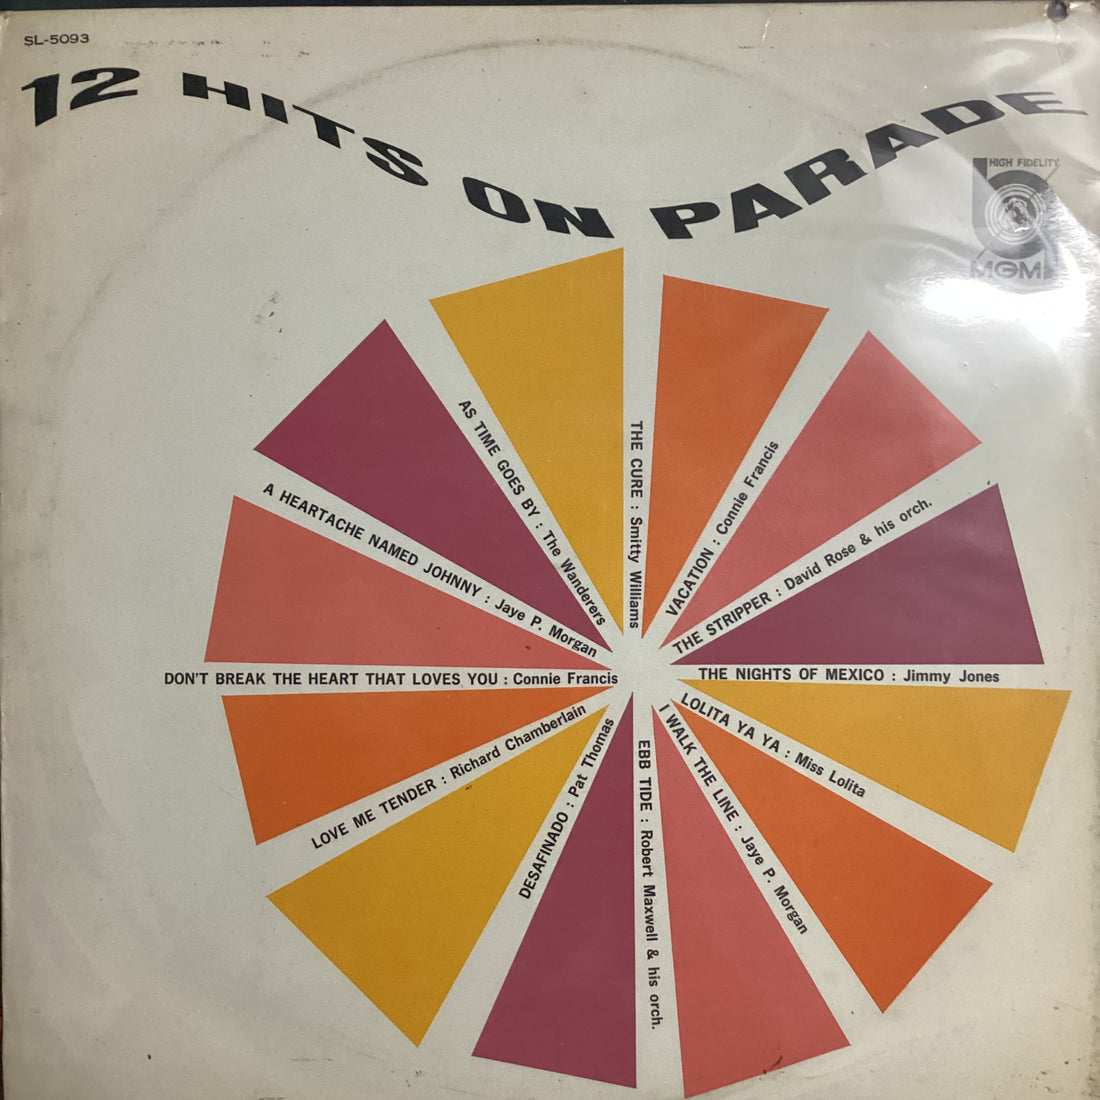 SL-5093
12 HITS ON PARADE
HIGH FIDELITY
MGM
THE CURE : Smitty Williams
VACATION : Connie Francis
THE STRIPPER : David Rose & his orch.
THE NIGHTS OF MEXICO : Jimmy Jones
LOLITA YA YA : Miss Lolita
I WALK THE LINE : Jaye P. Morgan
EBB TIDE : Robert Maxwell & his orch.
DESAFINADO : Pat Thomas
LOVE ME TENDER : Richard Chamberlain
DON'T BREAK THE HEART THAT LOVES YOU : Connie Francis
A HEARTACHE NAMED JOHNNY : Jaye P. Morgan
AS TIME GOES BY : The Wanderers